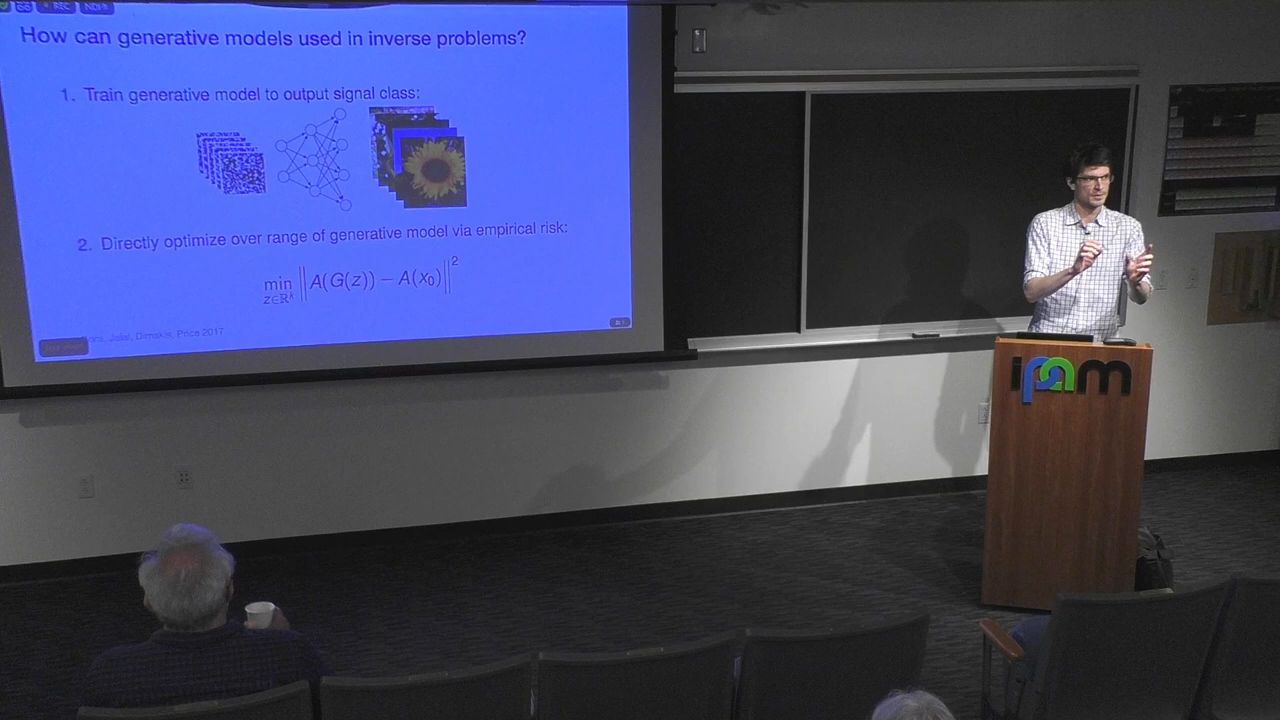 REC
How can generative models used in inverse problems?
1. Train generative model to output signal class:
2. Directly optimize over range of generative model via empirical risk:
min z∈ℝᵏ ‖A(G(z)) − A(x₀)‖²
Jalal, Dimakis, Price 2017
ipam